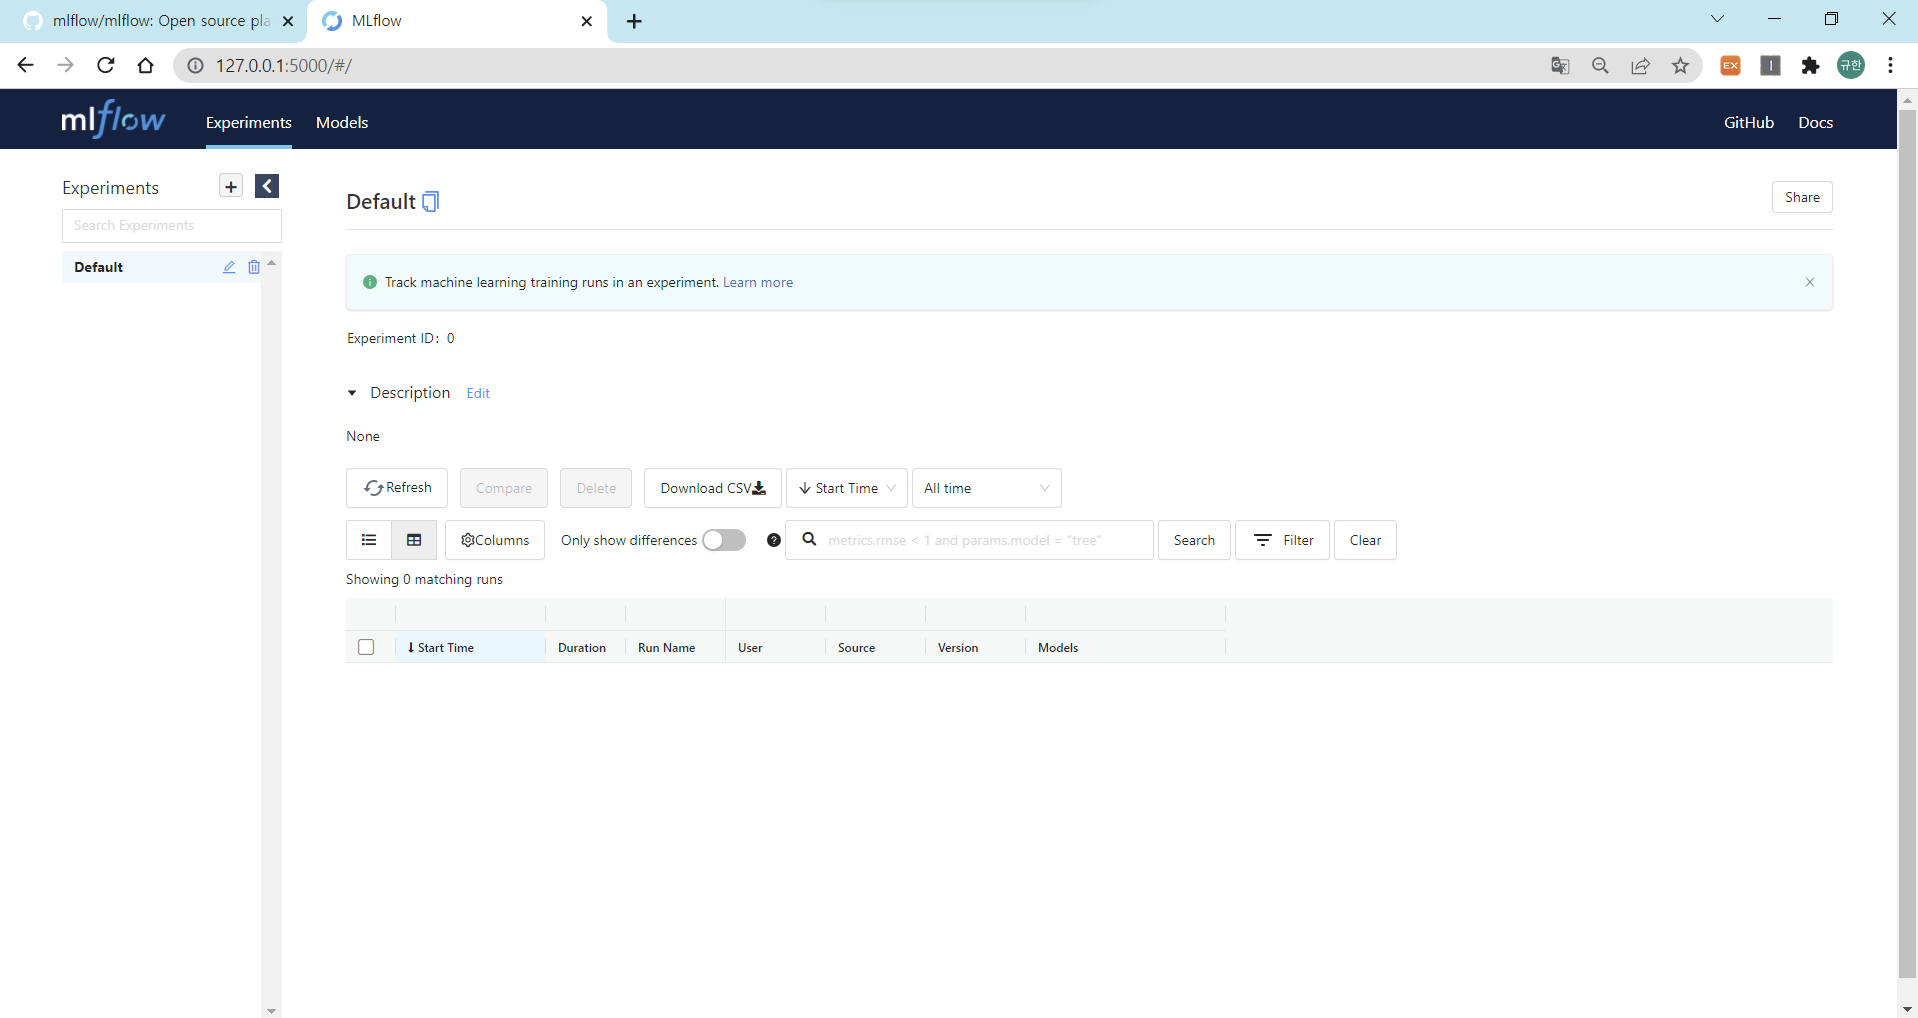 mlflow/mlflow: Open source pla
MLflow
127.0.0.1:5000/#/
EX
규한
mlflow
Experiments
Models
GitHub
Docs
Experiments
Search Experiments
Default
Default
Share
Track machine learning training runs in an experiment. Learn more
Experiment ID: 0
Description
Edit
None
Refresh
Compare
Delete
Download CSV
Start Time
All time
Columns
Only show differences
metrics.rmse < 1 and params.model = "tree"
Search
Filter
Clear
Showing 0 matching runs
Start Time
Duration
Run Name
User
Source
Version
Models